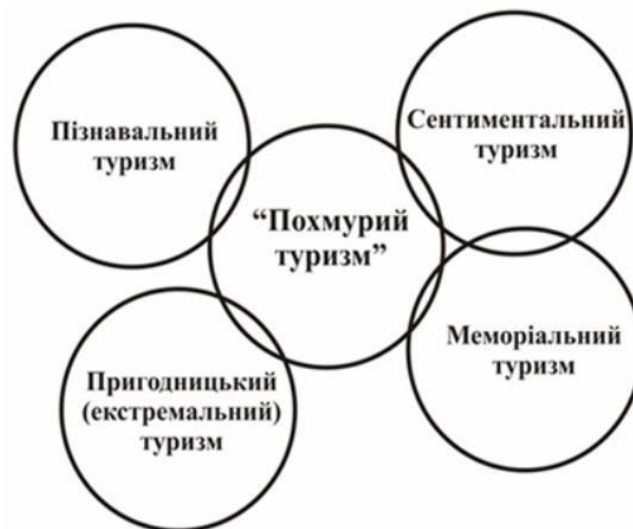 Пізнавальний
туризм
Сентиментальний
туризм
“Похмурий
туризм”
Меморіальний
туризм
Пригодницький
(екстремальний)
туризм